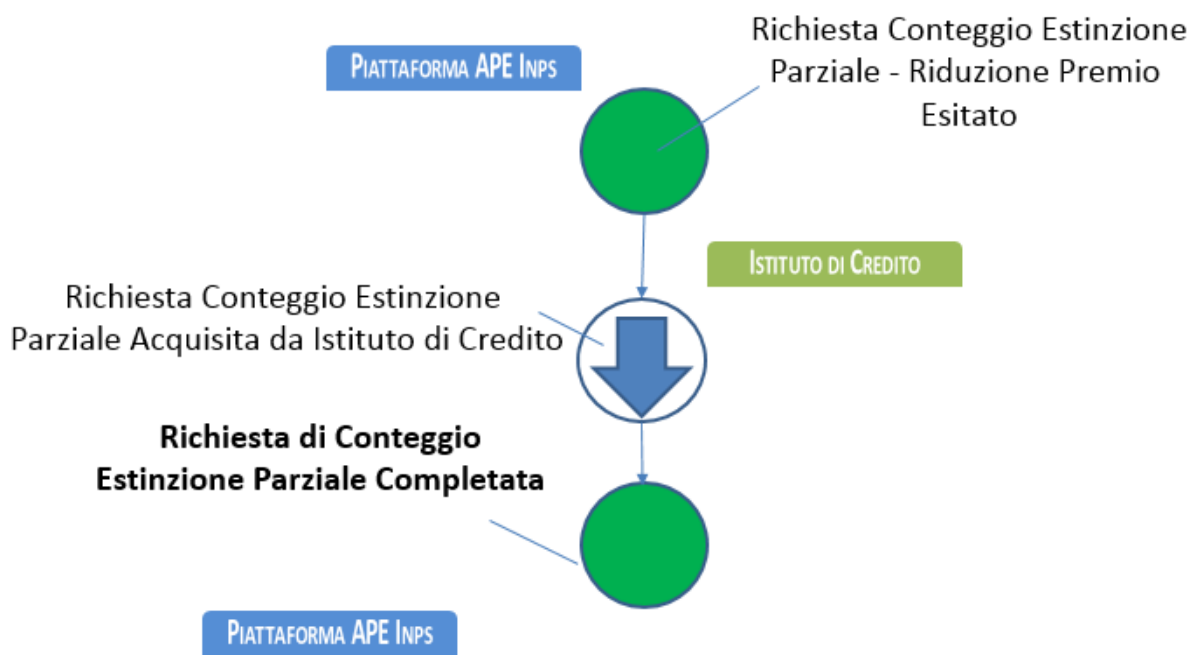 Richiesta Conteggio Estinzione
Parziale - Riduzione Premio
Esitato
PIATTAFORMA APE INPS
ISTITUTO DI CREDITO
Richiesta Conteggio Estinzione
Parziale Acquisita da Istituto di Credito
Richiesta di Conteggio
Estinzione Parziale Completata
PIATTAFORMA APE INPS